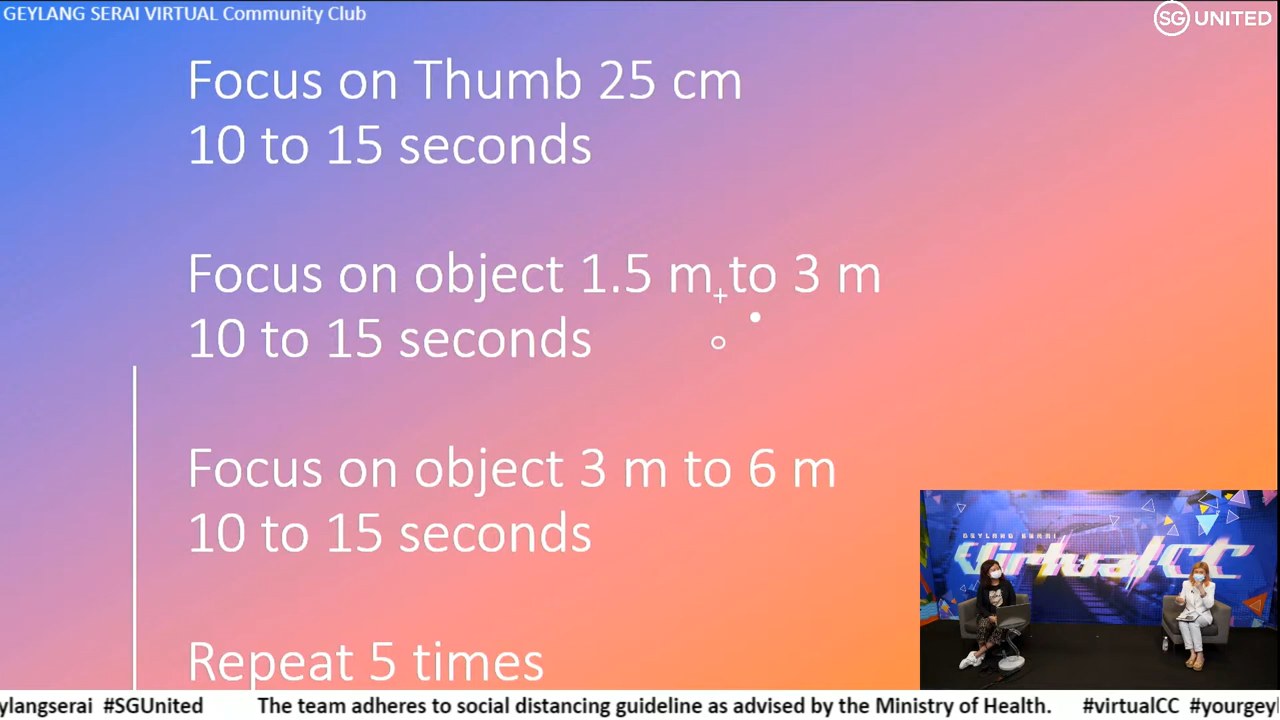 GEYLANG SERAI VIRTUAL Community Club
SG UNITED
Focus on Thumb 25 cm
10 to 15 seconds
Focus on object 1.5 m to 3 m
10 to 15 seconds
Focus on object 3 m to 6 m
10 to 15 seconds
Repeat 5 times
GEYLANG SERAI
VirtualCC
ylangserai #SGUnited The team adheres to social distancing guideline as advised by the Ministry of Health. #virtualCC #yourgeyl